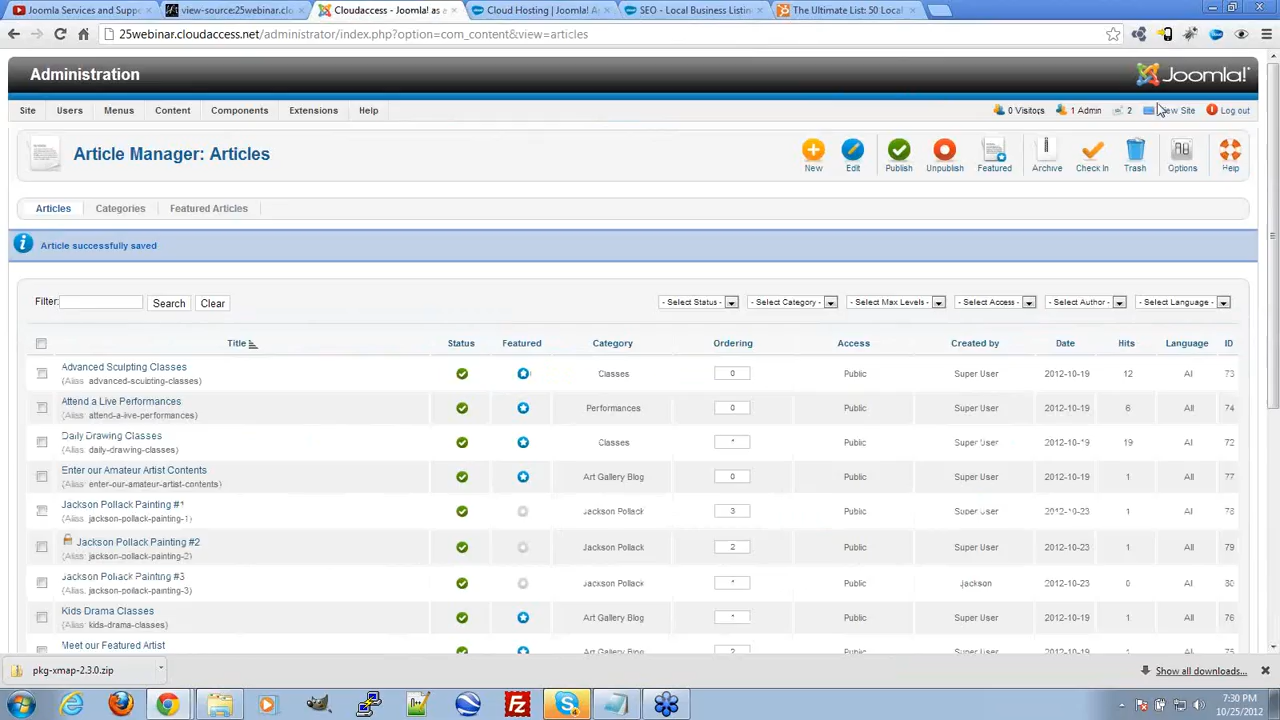 Joomla Services and Suppo
view-source:25webinar.clo
Cloudaccess - Joomla! as a
Cloud Hosting | Joomla! As
SEO - Local Business Listing
The Ultimate List: 50 Local
25webinar.cloudaccess.net/administrator/index.php?option=com_content&view=articles
Administration
Joomla!
Site Users Menus Content Components Extensions Help
0 Visitors 1 Admin 2 View Site Log out
Article Manager: Articles
New Edit Publish Unpublish Featured Archive Check In Trash Options Help
Articles Categories Featured Articles
Article successfully saved
Filter: Search Clear - Select Status - - Select Category - - Select Max Levels - - Select Access - - Select Author - - Select Language -
Title Status Featured Category Ordering Access Created by Date Hits Language ID
Advanced Sculpting Classes
(Alias: advanced-sculpting-classes)
Classes 0 Public Super User 2012-10-19 12 All 73
Attend a Live Performances
(Alias: attend-a-live-performances)
Performances 0 Public Super User 2012-10-19 6 All 74
Daily Drawing Classes
(Alias: daily-drawing-classes)
Classes Public Super User 2012-10-19 19 All 72
Enter our Amateur Artist Contents
(Alias: enter-our-amateur-artist-contents)
Art Gallery Blog 0 Public Super User 2012-10-19 1 All 77
Jackson Pollack Painting #1
(Alias: jackson-pollack-painting-1)
Jackson Pollack 3 Public Super User 2012-10-23 1 All 78
Jackson Pollack Painting #2
(Alias: jackson-pollack-painting-2)
Jackson Pollack 2 Public Super User 2012-10-23 1 All 79
Jackson Pollack Painting #3
(Alias: jackson-pollack-painting-3)
Jackson Pollack Public jackson 2012-10-23 0 All 80
Kids Drama Classes
(Alias: kids-drama-classes)
Art Gallery Blog Public Super User 2012-10-19 1 All 76
Meet our Featured Artist
Art Gallery Blog 2 Public Super User 2012-10-19 1 All 75
pkg-xmap-2.3.0.zip
Show all downloads...
7:30 PM
10/25/2012